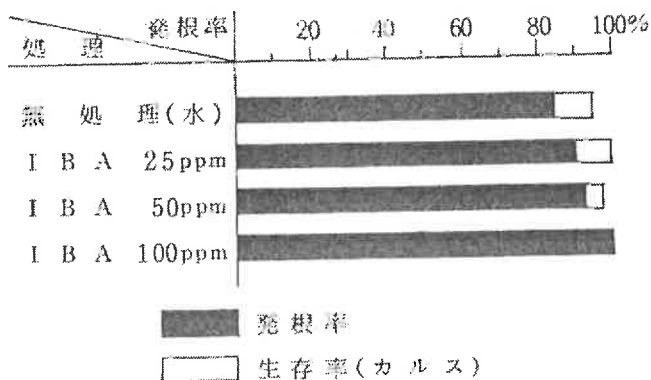 発根率
処理
20 40 60 80 100%
無処理(水)
IBA 25ppm
IBA 50ppm
IBA 100ppm
発根率
生存率(カルス)